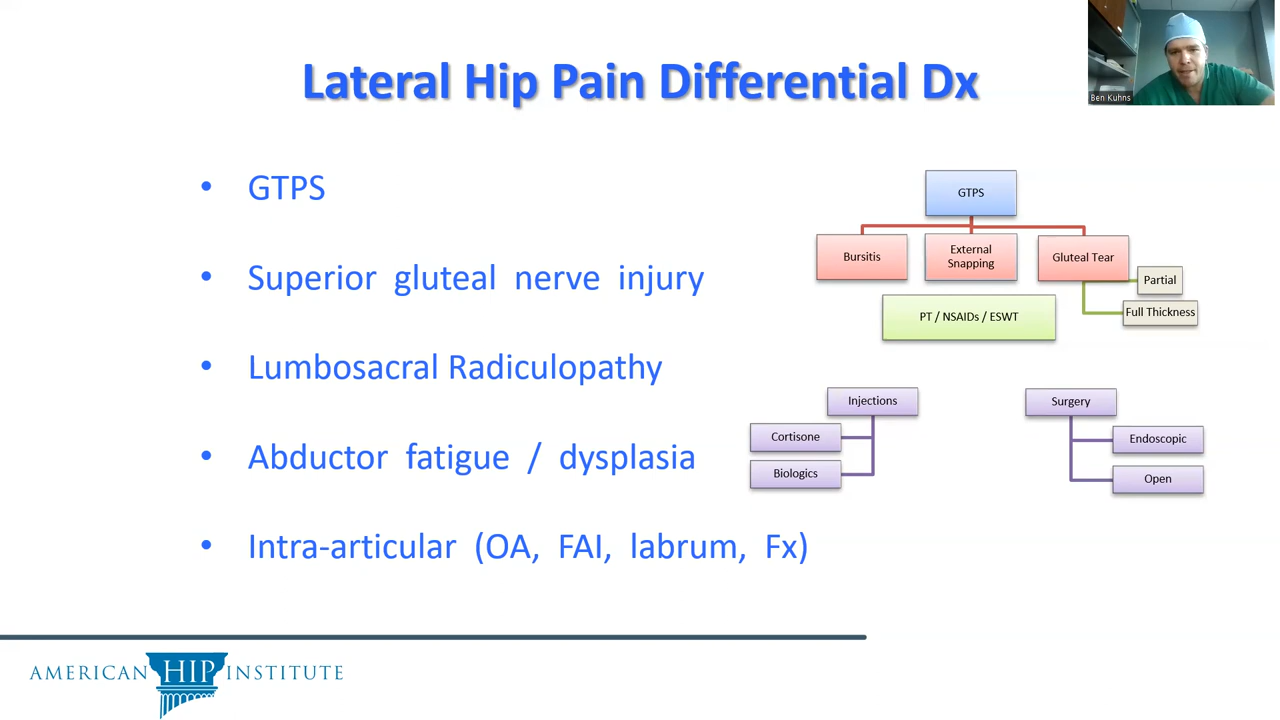 Lateral Hip Pain Differential Dx
Ben Kuhns
• GTPS
• Superior gluteal nerve injury
• Lumbosacral Radiculopathy
• Abductor fatigue / dysplasia
• Intra-articular (OA, FAI, labrum, Fx)
GTPS
Bursitis
External
Snapping
Gluteal Tear
Partial
Full Thickness
PT / NSAIDs / ESWT
Injections
Cortisone
Biologics
Surgery
Endoscopic
Open
AMERICAN HIP INSTITUTE